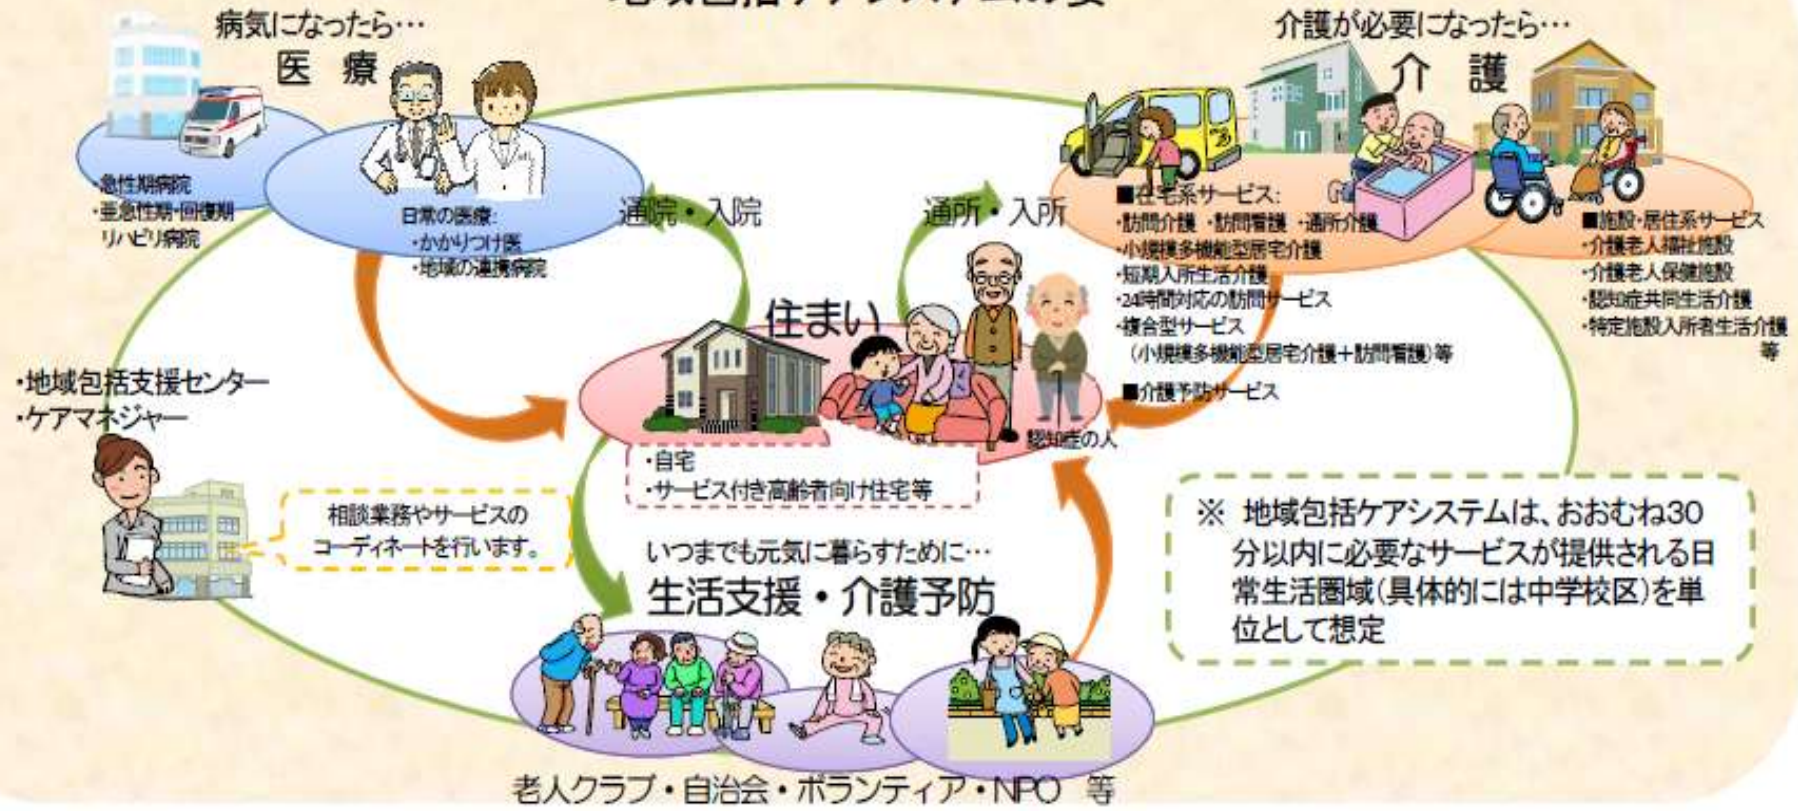 病気になったら…
医 療
・急性期病院
・亜急性期・回復期
リハビリ病院
日常の医療:
・かかりつけ医
・地域の連携病院
通院・入院
通所・入所
介護が必要になったら…
介 護
■在宅系サービス:
・訪問介護 ・訪問看護 ・通所介護
・小規模多機能型居宅介護
・短期入所生活介護
・24時間対応の訪問サービス
・複合型サービス
(小規模多機能型居宅介護+訪問看護)等
■介護予防サービス
■施設・居住系サービス
・介護老人福祉施設
・介護老人保健施設
・認知症共同生活介護
・特定施設入所者生活介護
等
住まい
認知症の人
・自宅
・サービス付き高齢者向け住宅等
・地域包括支援センター
・ケアマネジャー
相談業務やサービスの
コーディネートを行います。
いつまでも元気に暮らすために…
生活支援・介護予防
老人クラブ・自治会・ボランティア・NPO 等
※ 地域包括ケアシステムは、おおむね30
分以内に必要なサービスが提供される日
常生活圏域(具体的には中学校区)を単
位として想定